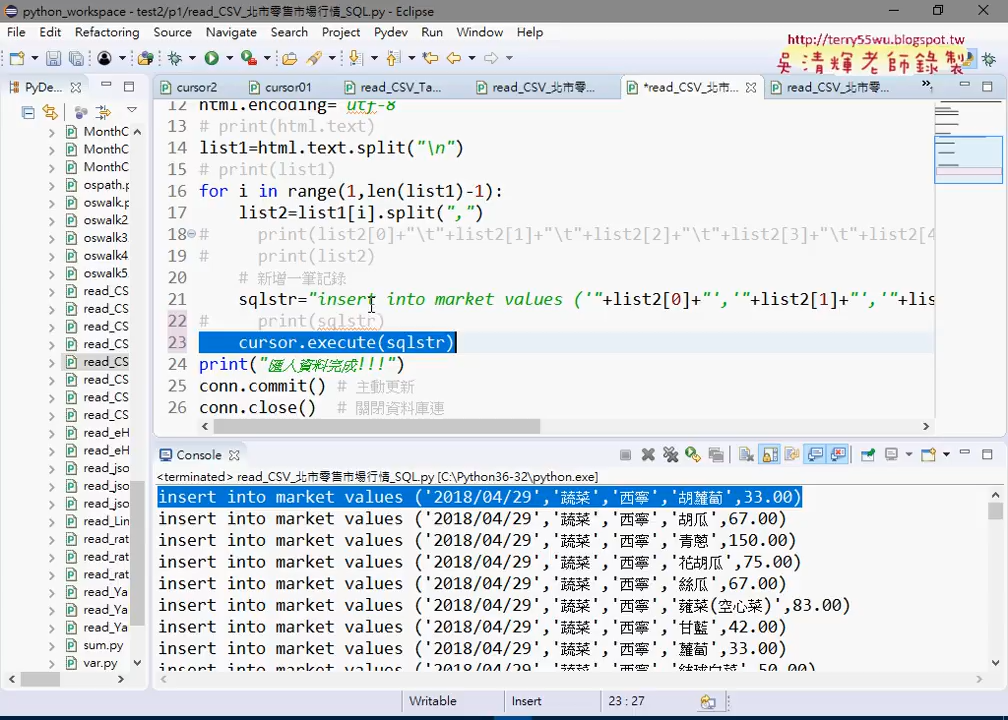 python_workspace - test2/p1/read_CSV_北市零售市場行情_SQL.py - Eclipse
File Edit Refactoring Source Navigate Search Project Pydev Run Window Help
http://terry55wu.blogspot.tw
吳清輝老師錄製
PyDe...
cursor2 cursor01 read_CSV_Ta... read_CSV_北市零... *read_CSV_北市... read_CSV_北市零...
12 html.encoding="utf-8"
13 # print(html.text)
14 list1=html.text.split("\n")
15 # print(list1)
16 for i in range(1,len(list1)-1):
17 list2=list1[i].split(",")
18 # print(list2[0]+"\t"+list2[1]+"\t"+list2[2]+"\t"+list2[3]+"\t"+list2[4
19 # print(list2)
20 # 新增一筆記錄
21 sqlstr="insert into market values ('"+list2[0]+"','"+list2[1]+"','"+lis
22 # print(sqlstr)
23 cursor.execute(sqlstr)
24 print("匯人資料完成!!!")
25 conn.commit() # 主動更新
26 conn.close() # 關閉資料庫連
MonthC
MonthC
MonthC
ospath.p
oswalk.p
oswalk2
oswalk3
oswalk4
oswalk5
read_CS
read_CS
read_CS
read_CS
read_CS
read_CS
read_CS
read_CS
read_eH
read_jso
read_jso
read_jso
read_Lin
read_rat
read_rat
read_rat
read_Ya
read_Ya
sum.py
var.py
Console
<terminated> read_CSV_北市零售市場行情_SQL.py [C:\Python36-32\python.exe]
insert into market values ('2018/04/29','蔬菜','西寧','胡蘿蔔',33.00)
insert into market values ('2018/04/29','蔬菜','西寧','胡瓜',67.00)
insert into market values ('2018/04/29','蔬菜','西寧','青蔥',150.00)
insert into market values ('2018/04/29','蔬菜','西寧','花胡瓜',75.00)
insert into market values ('2018/04/29','蔬菜','西寧','絲瓜',67.00)
insert into market values ('2018/04/29','蔬菜','西寧','蕹菜(空心菜)',83.00)
insert into market values ('2018/04/29','蔬菜','西寧','甘藍',42.00)
insert into market values ('2018/04/29','蔬菜','西寧','蘿蔔',33.00)
insert into market values ('2018/04/29','蔬菜','西寧','結球白菜',50.00)
Writable Insert 23 : 27